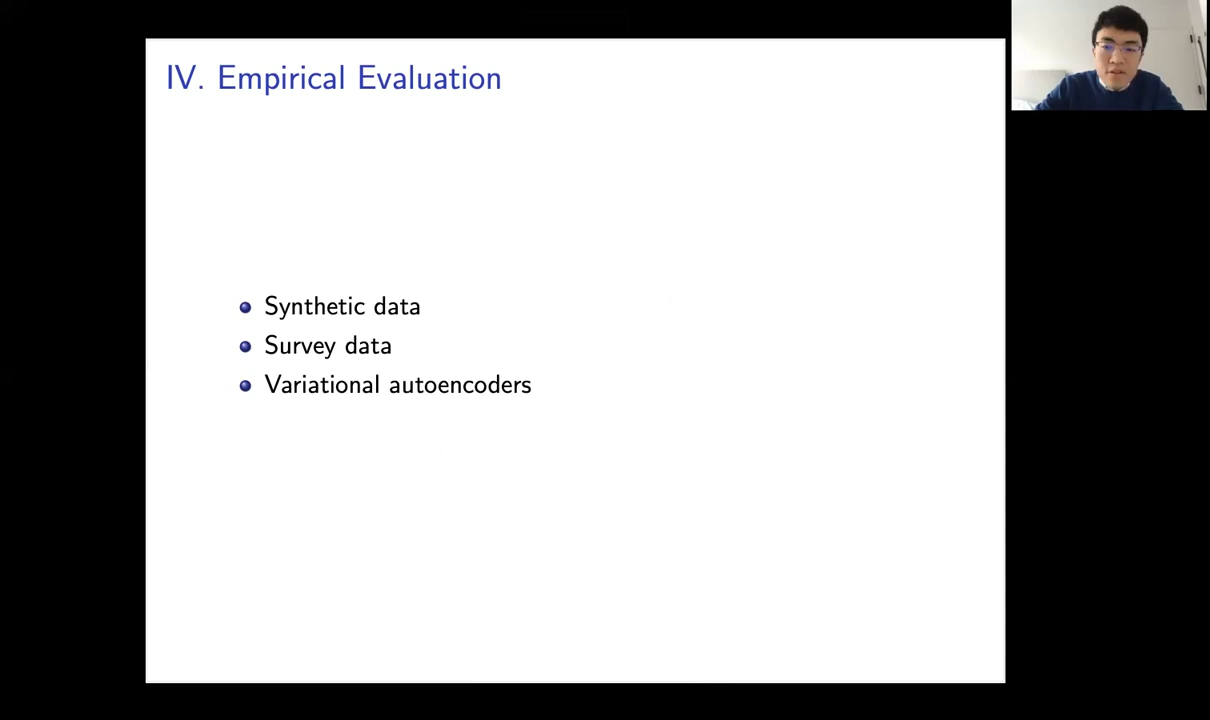 IV. Empirical Evaluation
Synthetic data
Survey data
Variational autoencoders